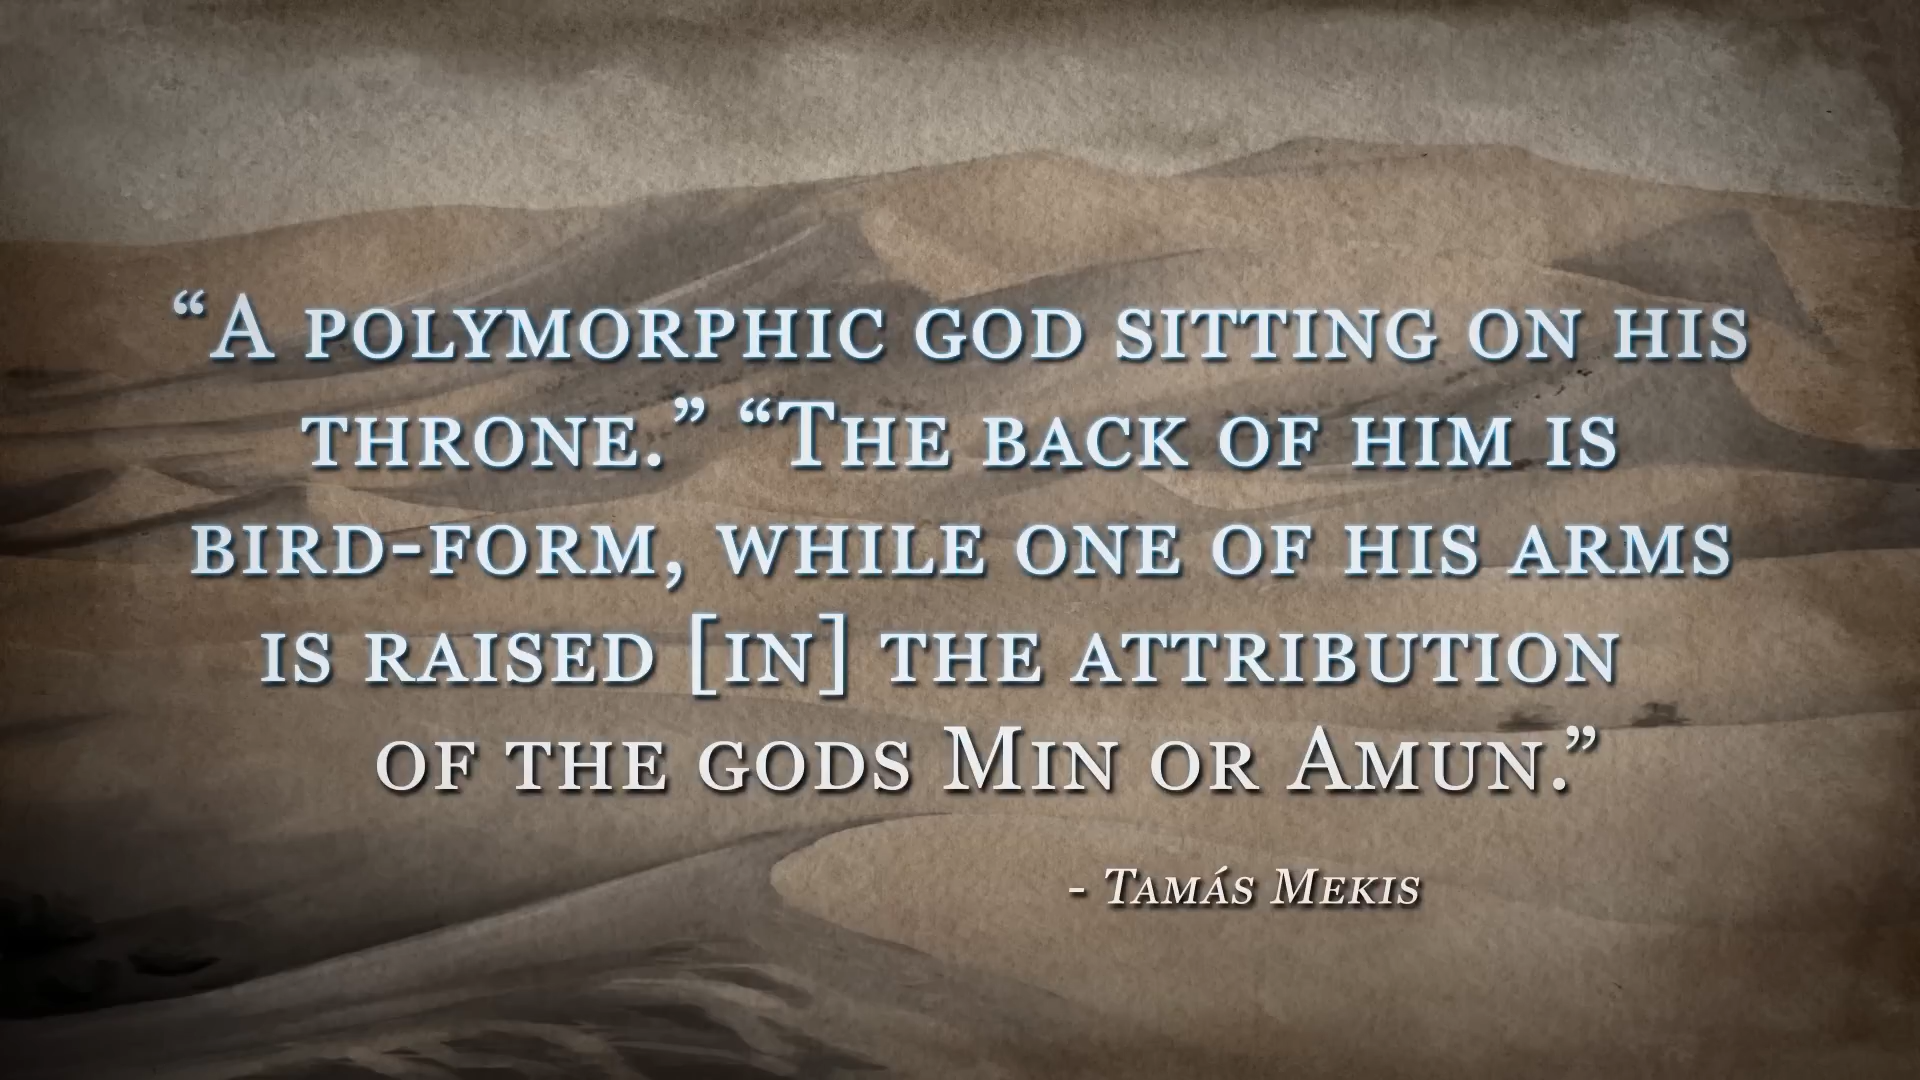 “A polymorphic god sitting on his
throne.” “The back of him is
bird-form, while one of his arms
is raised [in] the attribution
of the gods Min or Amun.”
- Tamás Mekis